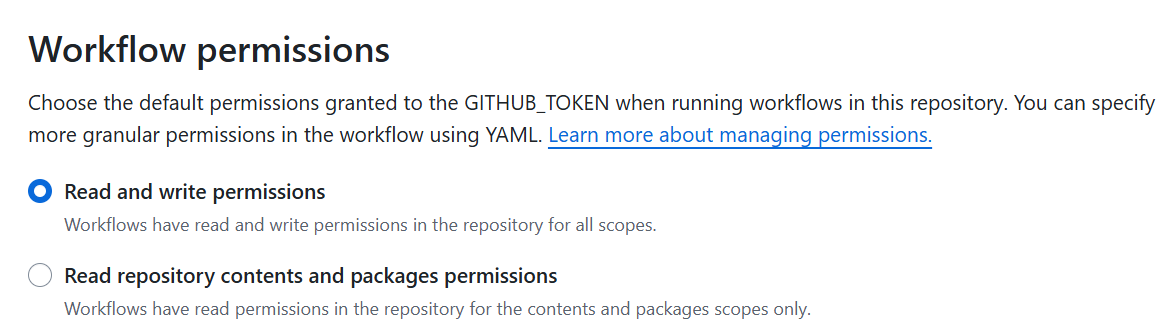 Workflow permissions
Choose the default permissions granted to the GITHUB_TOKEN when running workflows in this repository. You can specify
more granular permissions in the workflow using YAML. Learn more about managing permissions.
Read and write permissions
Workflows have read and write permissions in the repository for all scopes.
Read repository contents and packages permissions
Workflows have read permissions in the repository for the contents and packages scopes only.